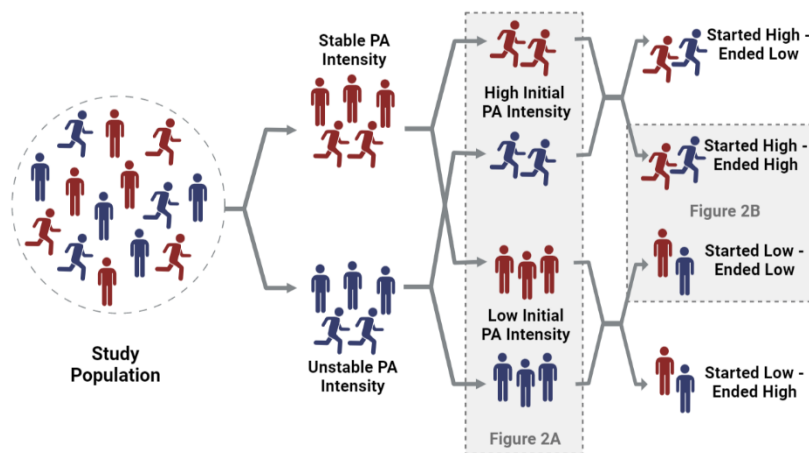 Study
Population
Stable PA
Intensity
Unstable PA
Intensity
High Initial
PA Intensity
Low Initial
PA Intensity
Figure 2A
Started High -
Ended Low
Started High -
Ended High
Figure 2B
Started Low -
Ended Low
Started Low -
Ended High